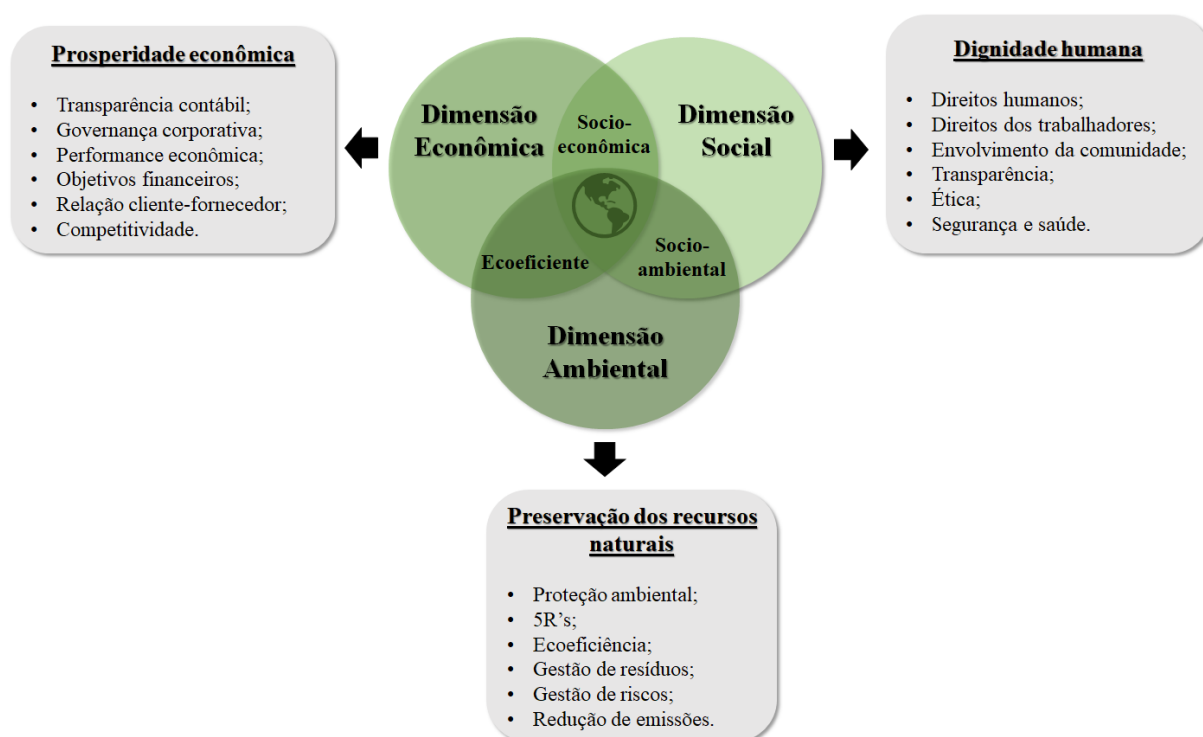 Prosperidade econômica
• Transparência contábil;
• Governança corporativa;
• Performance econômica;
• Objetivos financeiros;
• Relação cliente-fornecedor;
• Competitividade.
Dimensão
Econômica
Socio-
econômica
Dimensão
Social
Ecoeficiente
Socio-
ambiental
Dimensão
Ambiental
Dignidade humana
• Direitos humanos;
• Direitos dos trabalhadores;
• Envolvimento da comunidade;
• Transparência;
• Ética;
• Segurança e saúde.
Preservação dos recursos
naturais
• Proteção ambiental;
• 5R’s;
• Ecoeficiência;
• Gestão de resíduos;
• Gestão de riscos;
• Redução de emissões.